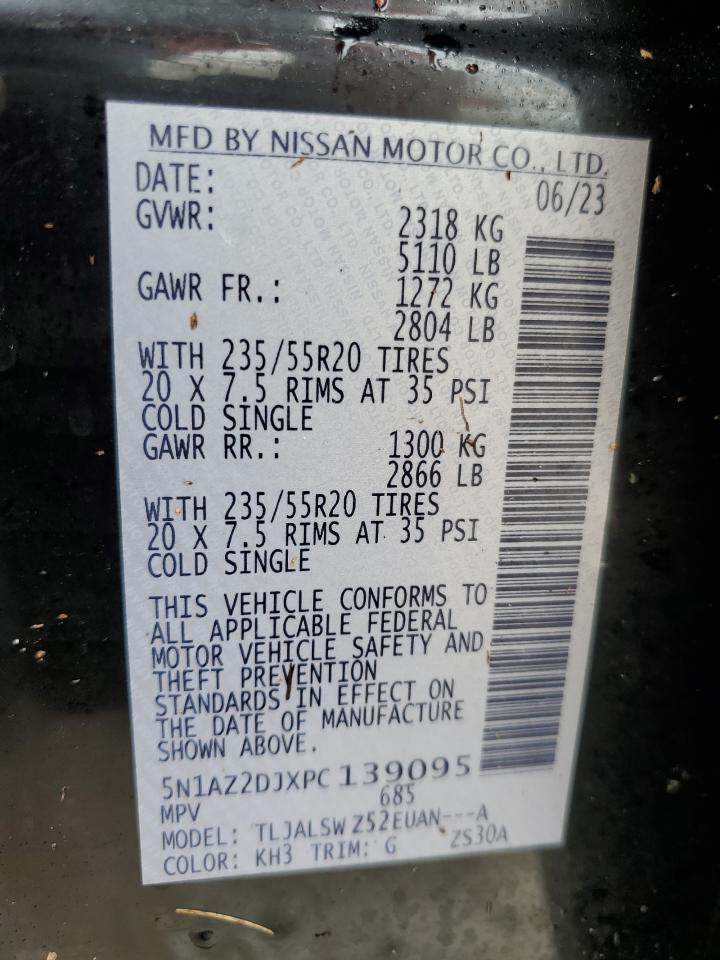 MFD BY NISSAN MOTOR CO., LTD.
DATE: 06/23
GVWR: 2318 KG
5110 LB
GAWR FR.: 1272 KG
2804 LB
WITH 235/55R20 TIRES
20 X 7.5 RIMS AT 35 PSI
COLD SINGLE
GAWR RR.: 1300 KG
2866 LB
WITH 235/55R20 TIRES
20 X 7.5 RIMS AT 35 PSI
COLD SINGLE
THIS VEHICLE CONFORMS TO
ALL APPLICABLE FEDERAL
MOTOR VEHICLE SAFETY AND
THEFT PREVENTION
STANDARDS IN EFFECT ON
THE DATE OF MANUFACTURE
SHOWN ABOVE.
5N1AZ2DJXPC139095
MPV 685
MODEL: TLJALSW Z52EUAN---A
COLOR: KH3 TRIM: G ZS30A